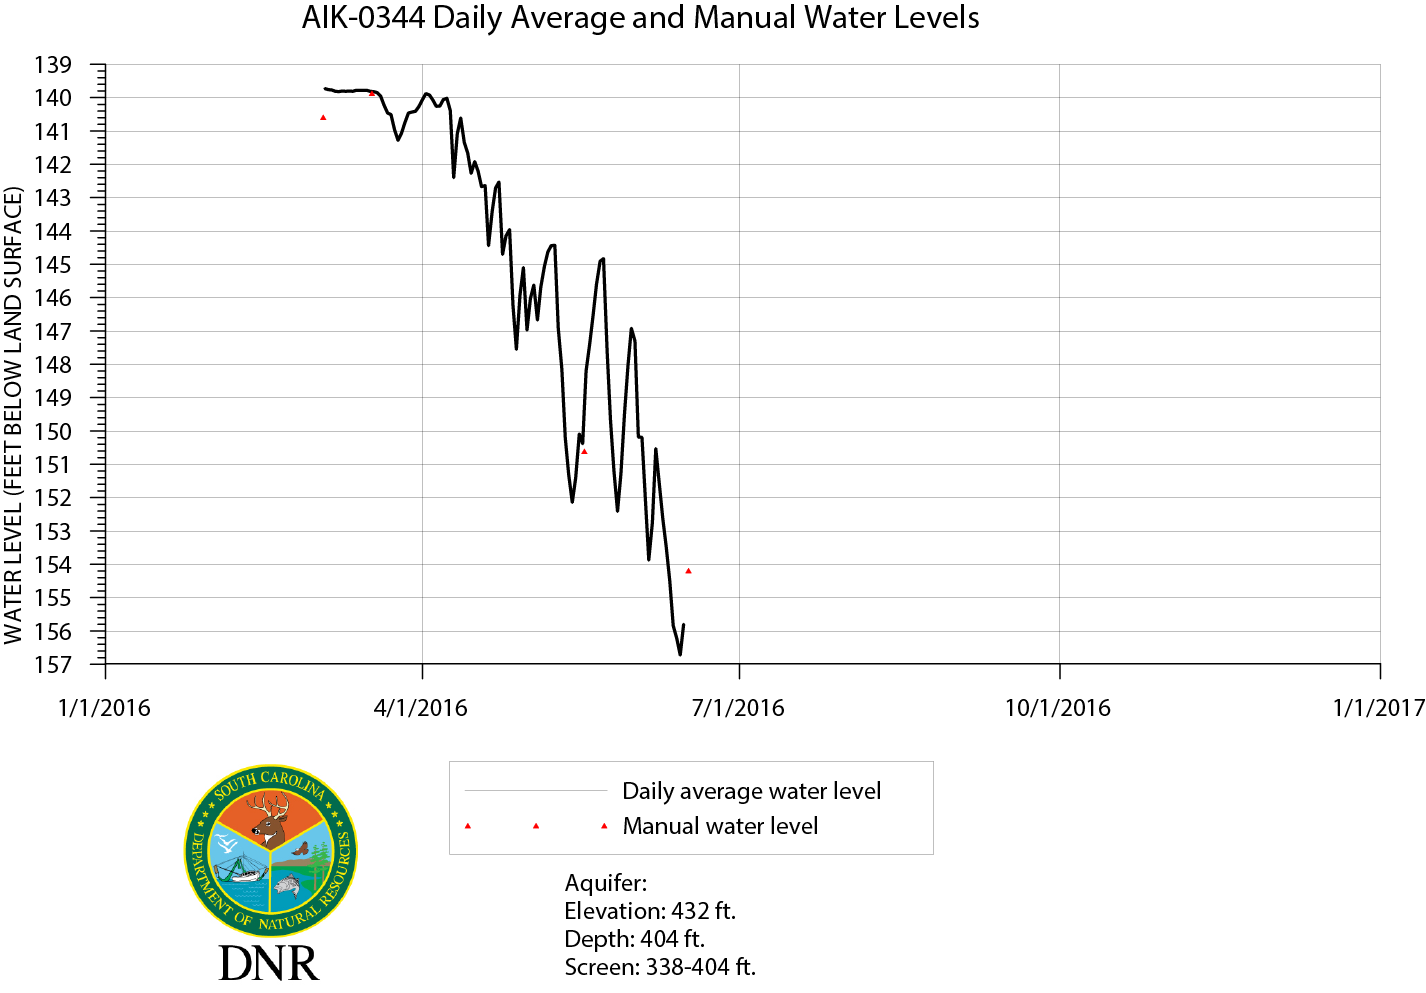 AIK-0344 Daily Average and Manual Water Levels
WATER LEVEL (FEET BELOW LAND SURFACE)
139
140
141
142
143
144
145
146
147
148
149
150
151
152
153
154
155
156
157
1/1/2016 4/1/2016 7/1/2016 10/1/2016 1/1/2017
Daily average water level
Manual water level
SOUTH CAROLINA
DEPARTMENT OF NATURAL RESOURCES
DNR
Aquifer:
Elevation: 432 ft.
Depth: 404 ft.
Screen: 338-404 ft.